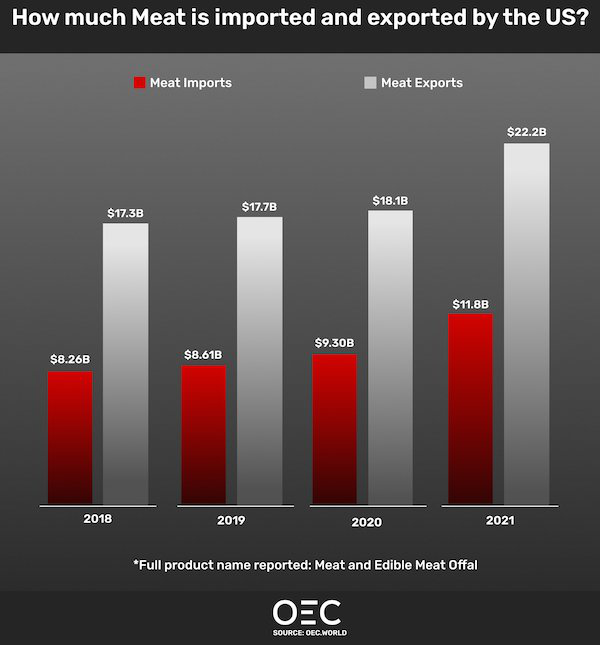 How much Meat is imported and exported by the US?
Meat Imports
Meat Exports
$22.2B
$17.3B
$17.7B
$18.1B
$11.8B
$8.26B
$8.61B
$9.30B
2018
2019
2020
2021
*Full product name reported: Meat and Edible Meat Offal
OEC
SOURCE: OEC.WORLD